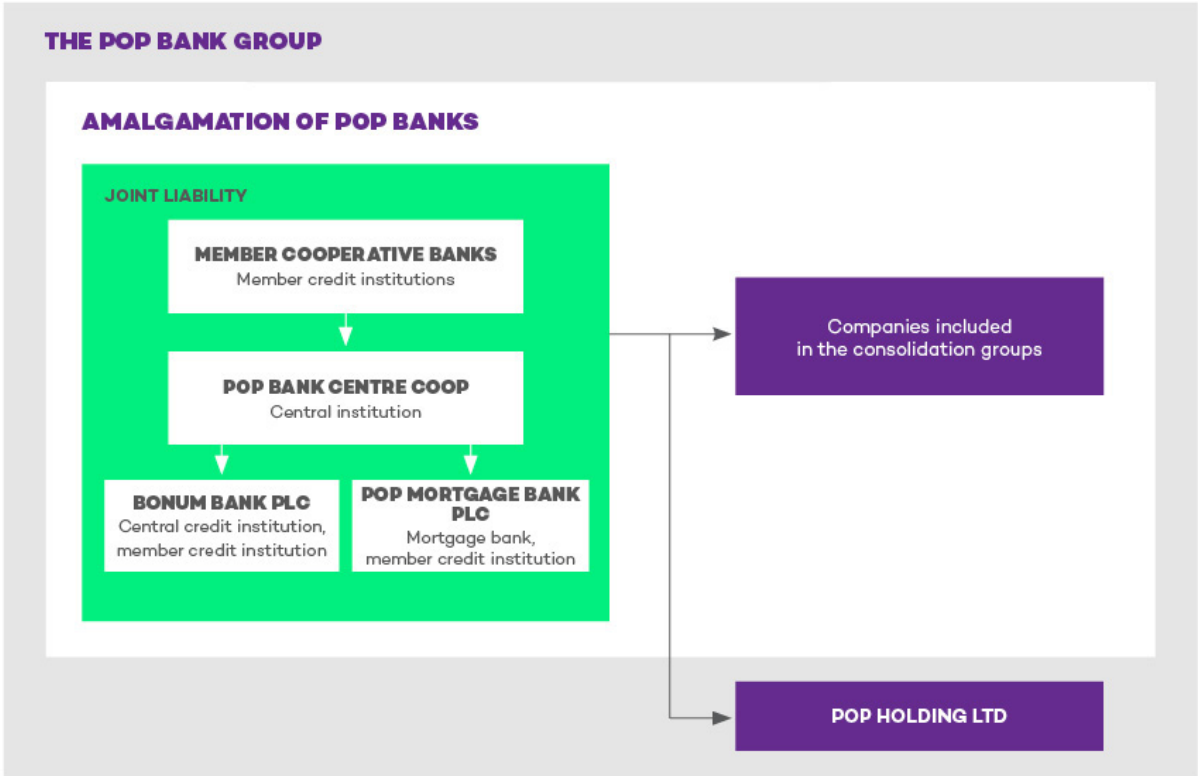 THE POP BANK GROUP
AMALGAMATION OF POP BANKS
JOINT LIABILITY
MEMBER COOPERATIVE BANKS
Member credit institutions
POP BANK CENTRE COOP
Central institution
BONUM BANK PLC
Central credit institution,
member credit institution
POP MORTGAGE BANK
PLC
Mortgage bank,
member credit institution
Companies included
in the consolidation groups
POP HOLDING LTD